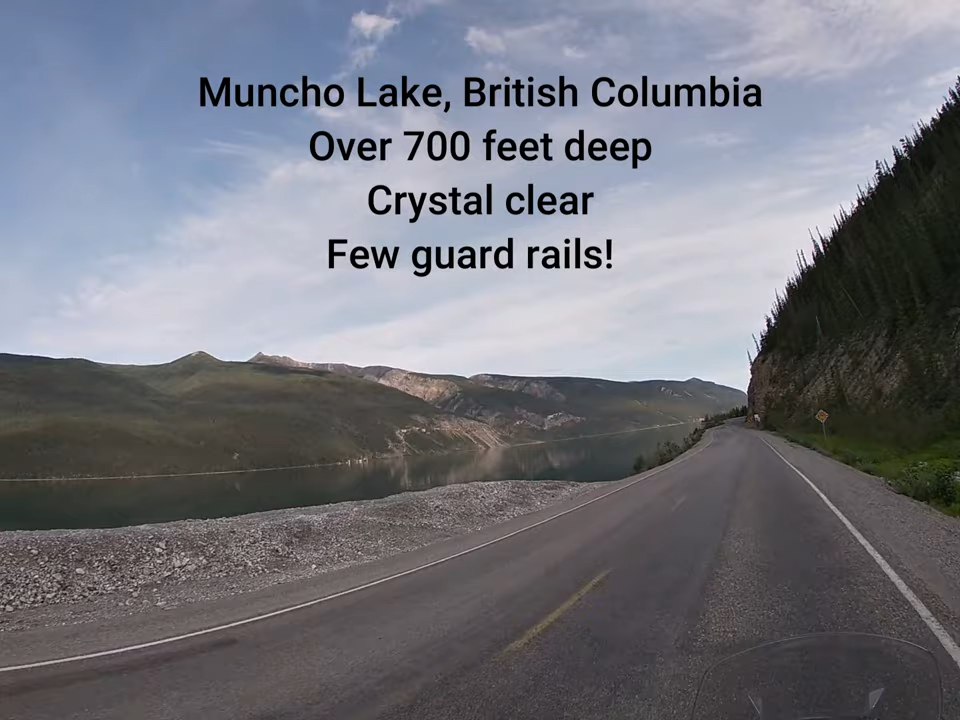 Muncho Lake, British Columbia
Over 700 feet deep
Crystal clear
Few guard rails!